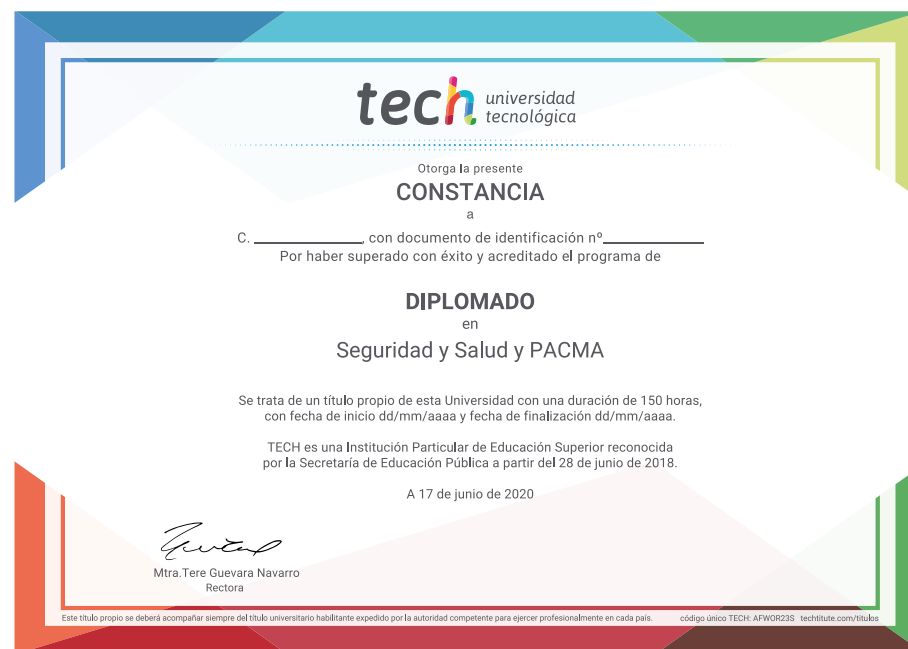 tech universidad
tecnológica
Otorga la presente
CONSTANCIA
a
C. ____________, con documento de identificación nº____________
Por haber superado con éxito y acreditado el programa de
DIPLOMADO
en
Seguridad y Salud y PACMA
Se trata de un título propio de esta Universidad con una duración de 150 horas,
con fecha de inicio dd/mm/aaaa y fecha de finalización dd/mm/aaaa.
TECH es una Institución Particular de Educación Superior reconocida
por la Secretaría de Educación Pública a partir del 28 de junio de 2018.
A 17 de junio de 2020
Mtra.Tere Guevara Navarro
Rectora
Este título propio se deberá acompañar siempre del título universitario habilitante expedido por la autoridad competente para ejercer profesionalmente en cada país. código único TECH: AFWOR23S techtitute.com/titulos